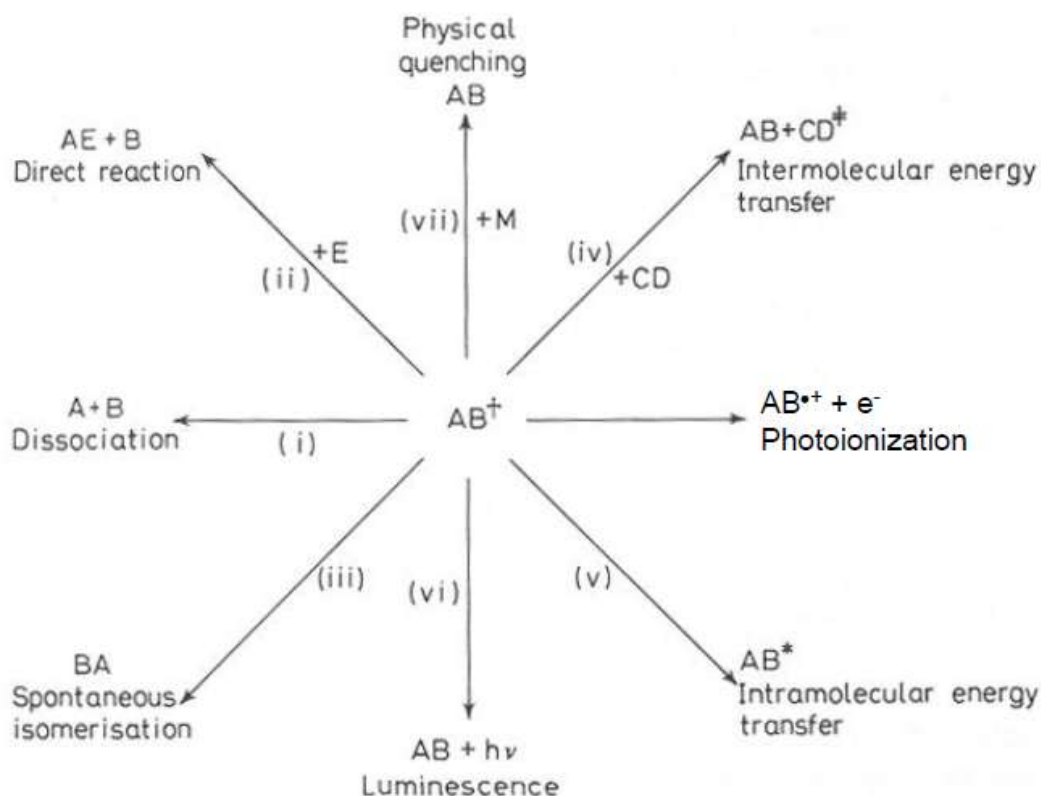 Physical
quenching
AB
AE + B
Direct reaction
AB+CD‡
Intermolecular energy
transfer
(vii) +M
+E
(ii)
(iv)
+CD
A+B
Dissociation
(i)
AB†
AB•+ + e-
Photoionization
(iii)
(vi)
(v)
BA
Spontaneous
isomerisation
AB*
Intramolecular energy
transfer
AB + hν
Luminescence